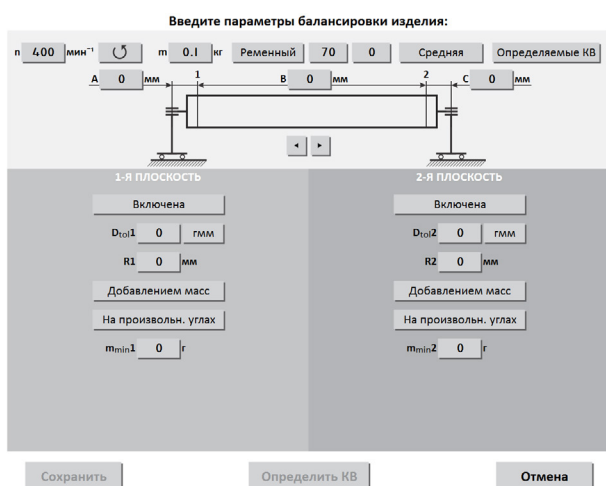 Введите параметры балансировки изделия:
n 400 мин⁻¹ m 0.1 кг Ременный 70 0 Средняя Определяемые КВ
A 0 мм 1 B 0 мм 2 C 0 мм
1-Я ПЛОСКОСТЬ 2-Я ПЛОСКОСТЬ
Включена Включена
Dtol1 0 гмм Dtol2 0 гмм
R1 0 мм R2 0 мм
Добавлением масс Добавлением масс
На произвольн. углах На произвольн. углах
mmin1 0 г mmin2 0 г
Сохранить Определить КВ Отмена